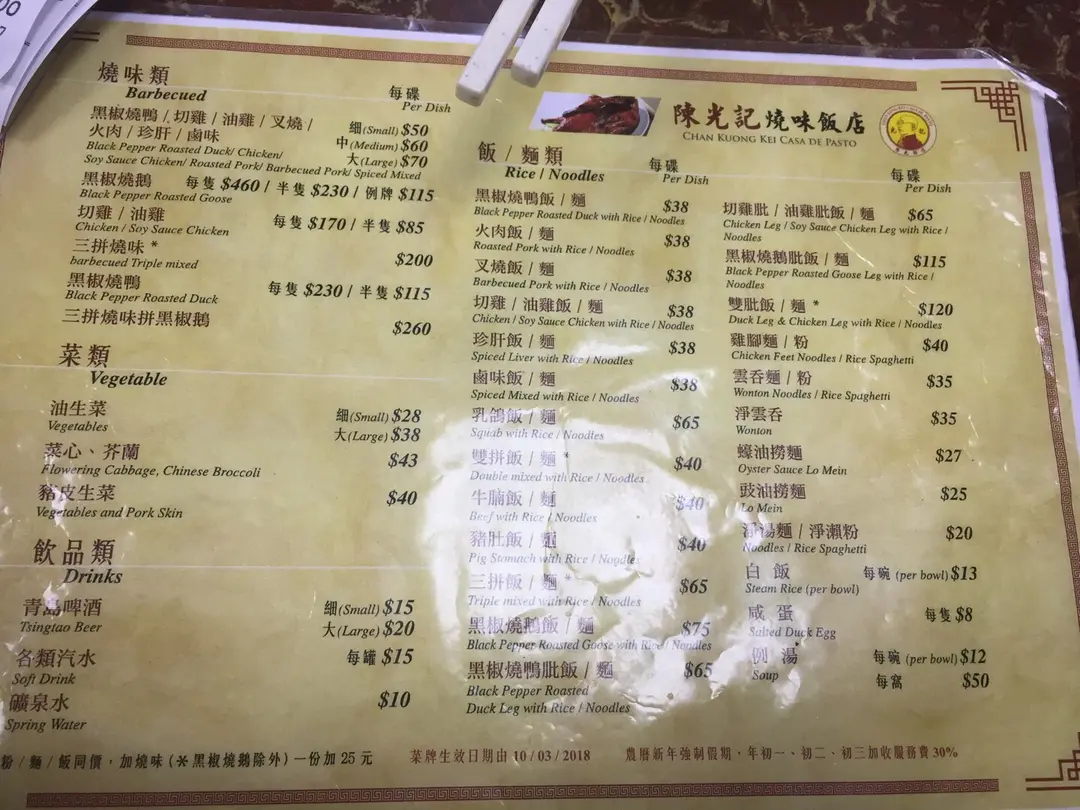 00
燒味類
Barbecued
每碟
Per Dish
黑椒燒鴨/切雞/油雞/叉燒/
火肉/珍肝/鹵味
Black Pepper Roasted Duck/ Chicken/
Soy Sauce Chicken/ Roasted Pork/ Barbecued Pork/ Spiced Mixed
細(Small) $50
中(Medium) $60
大(Large) $70
黑椒燒鵝 每隻 $460 / 半隻 $230 / 例牌 $115
Black Pepper Roasted Goose
切雞/油雞 每隻 $170 / 半隻 $85
Chicken / Soy Sauce Chicken
三拼燒味 * $200
barbecued Triple mixed
黑椒燒鴨 每隻 $230 / 半隻 $115
Black Pepper Roasted Duck
三拼燒味拼黑椒鵝 $260
菜類
Vegetable
油生菜 細(Small) $28
Vegetables 大(Large) $38
菜心、芥蘭 $43
Flowering Cabbage, Chinese Broccoli
豬皮生菜 $40
Vegetables and Pork Skin
飲品類
Drinks
青島啤酒 細(Small) $15
Tsingtao Beer 大(Large) $20
各類汽水 每罐 $15
Soft Drink
礦泉水 $10
Spring Water
陳光記燒味飯店
CHAN KUONG KEI CASA DE PASTO
飯/麵類
Rice / Noodles
每碟
Per Dish
黑椒燒鴨飯/麵 $38
Black Pepper Roasted Duck with Rice / Noodles
火肉飯/麵 $38
Roasted Pork with Rice / Noodles
叉燒飯/麵 $38
Barbecued Pork with Rice / Noodles
切雞/油雞飯/麵 $38
Chicken / Soy Sauce Chicken with Rice / Noodles
珍肝飯/麵 $38
Spiced Liver with Rice / Noodles
鹵味飯/麵 $38
Spiced Mixed with Rice / Noodles
乳鴿飯/麵 $65
Squab with Rice / Noodles
雙拼飯/麵 * $40
Double mixed with Rice / Noodles
牛腩飯/麵 $40
Beef with Rice / Noodles
豬肚飯/麵 $40
Pig Stomach with Rice / Noodles
三拼飯/麵 * $65
Triple mixed with Rice / Noodles
黑椒燒鵝飯/麵 $75
Black Pepper Roasted Goose with Rice / Noodles
黑椒燒鴨肶飯/麵 $65
Black Pepper Roasted
Duck Leg with Rice / Noodles
每碟
Per Dish
切雞肶/油雞肶飯/麵 $65
Chicken Leg / Soy Sauce Chicken Leg with Rice /
Noodles
黑椒燒鵝肶飯/麵 $115
Black Pepper Roasted Goose Leg with Rice /
Noodles
雙肶飯/麵 * $120
Duck Leg & Chicken Leg with Rice / Noodles
雞腳麵/粉 $40
Chicken Feet Noodles / Rice Spaghetti
雲吞麵/粉 $35
Wonton Noodles / Rice Spaghetti
淨雲吞 $35
Wonton
蠔油撈麵 $27
Oyster Sauce Lo Mein
豉油撈麵 $25
Lo Mein
淨湯麵/淨瀨粉 $20
Noodles / Rice Spaghetti
白飯 每碗 (per bowl) $13
Steam Rice (per bowl)
咸蛋 每隻 $8
Salted Duck Egg
例湯 每碗 (per bowl) $12
Soup 每窩 $50
粉/麵/飯同價,加燒味(*黑椒燒鵝除外)一份加 25 元
菜牌生效日期由 10 / 03 / 2018
農曆新年強制假期,年初一、初二、初三加收服務費 30%